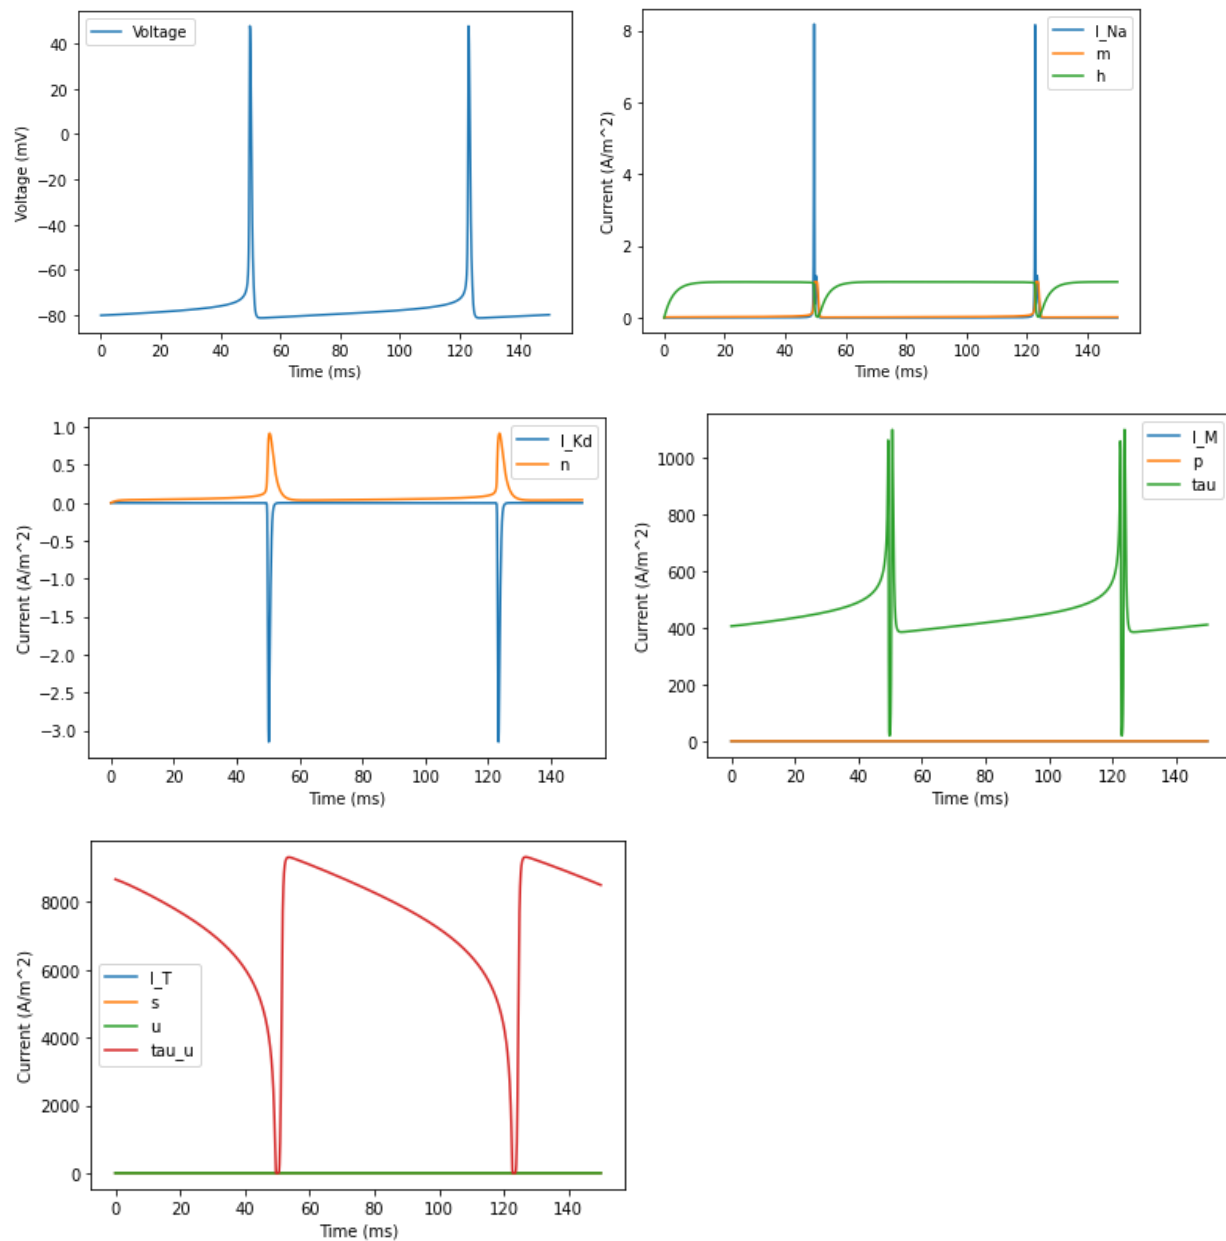 Voltage
40
20
0
−20
−40
−60
−80
Voltage (mV)
0 20 40 60 80 100 120 140
Time (ms)
I_Na
m
h
8
6
4
2
0
Current (A/m^2)
0 20 40 60 80 100 120 140
Time (ms)
I_Kd
n
1.0
0.5
0.0
−0.5
−1.0
−1.5
−2.0
−2.5
−3.0
Current (A/m^2)
0 20 40 60 80 100 120 140
Time (ms)
I_M
p
tau
1000
800
600
400
200
0
Current (A/m^2)
0 20 40 60 80 100 120 140
Time (ms)
I_T
s
u
tau_u
8000
6000
4000
2000
0
Current (A/m^2)
0 20 40 60 80 100 120 140
Time (ms)